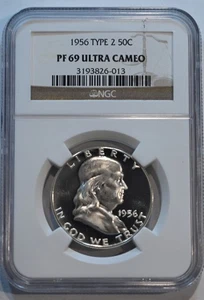 1956 TYPE 2 50C
PF 69 ULTRA CAMEO
3193826-013
NGC
LIBERTY
1956
IN GOD WE TRUST